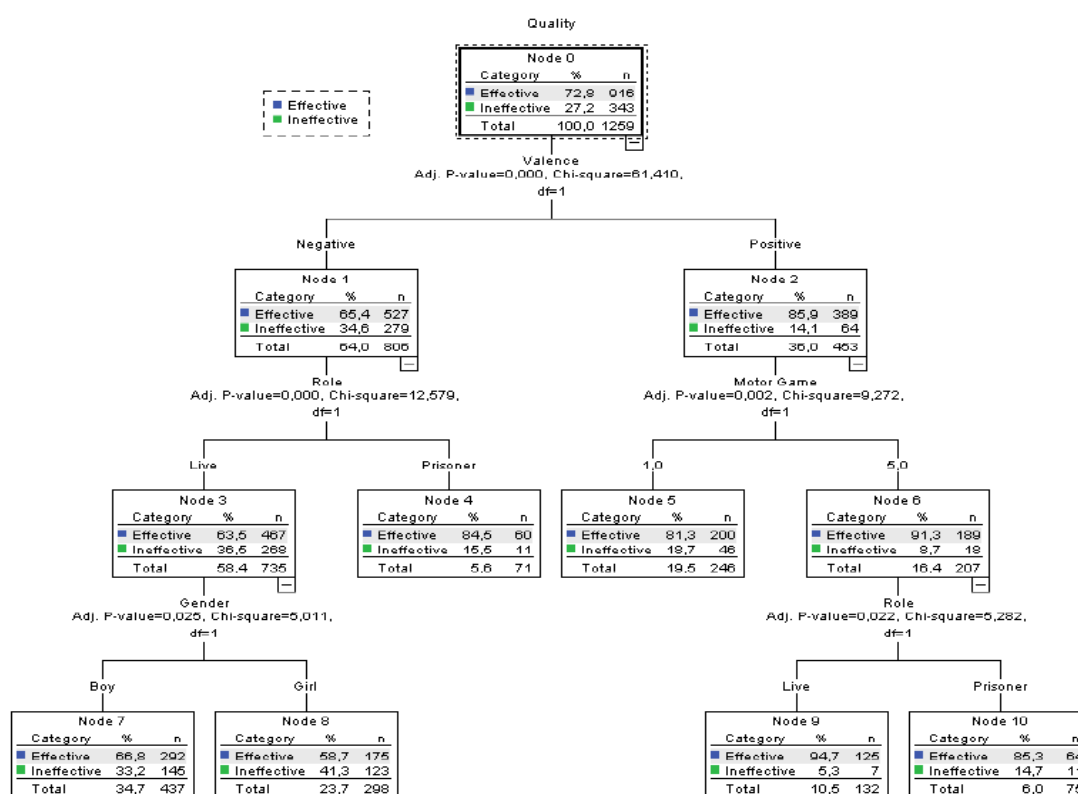 Quality
Node 0
Category % n
Effective 72,8 916
Ineffective 27,2 343
Total 100,0 1259
Effective
Ineffective
Valence
Adj. P-value=0,000, Chi-square=61,410,
df=1
Negative
Positive
Node 1
Category % n
Effective 65,4 527
Ineffective 34,6 279
Total 64,0 806
Node 2
Category % n
Effective 85,9 389
Ineffective 14,1 64
Total 36,0 453
Role
Adj. P-value=0,000, Chi-square=12,579,
df=1
Motor Game
Adj. P-value=0,002, Chi-square=9,272,
df=1
Live
Prisoner
1,0
5,0
Node 3
Category % n
Effective 63,5 467
Ineffective 36,5 268
Total 58,4 735
Node 4
Category % n
Effective 84,5 60
Ineffective 15,5 11
Total 5,6 71
Node 5
Category % n
Effective 81,3 200
Ineffective 18,7 46
Total 19,5 246
Node 6
Category % n
Effective 91,3 189
Ineffective 8,7 18
Total 16,4 207
Gender
Adj. P-value=0,025, Chi-square=5,011,
df=1
Role
Adj. P-value=0,022, Chi-square=5,282,
df=1
Boy
Girl
Live
Prisoner
Node 7
Category % n
Effective 66,8 292
Ineffective 33,2 145
Total 34,7 437
Node 8
Category % n
Effective 58,7 175
Ineffective 41,3 123
Total 23,7 298
Node 9
Category % n
Effective 94,7 125
Ineffective 5,3 7
Total 10,5 132
Node 10
Category % n
Effective 85,3 64
Ineffective 14,7 11
Total 6,0 75